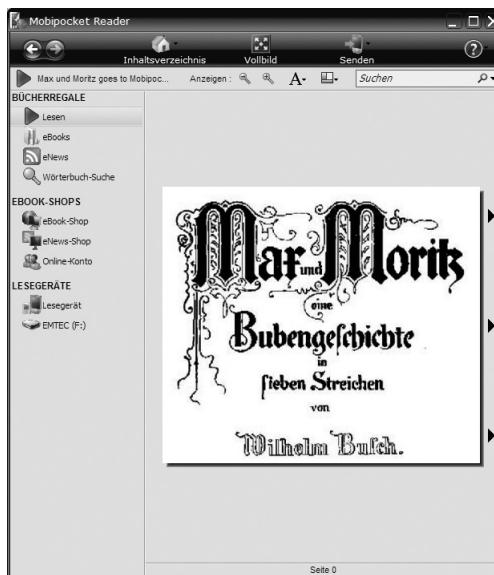 Mobipocket Reader
Inhaltsverzeichnis Vollbild Senden
Max und Moritz goes to Mobipoc... Anzeigen : A Suchen
BÜCHERREGALE
Lesen
eBooks
eNews
Wörterbuch-Suche
EBOOK-SHOPS
eBook-Shop
eNews-Shop
Online-Konto
LESEGERÄTE
Lesegerät
EMTEC (F:)
Max und Moritz
eine
Bubengeſchichte
in
ſieben Streichen
von
Wilhelm Buſch.
Seite 0